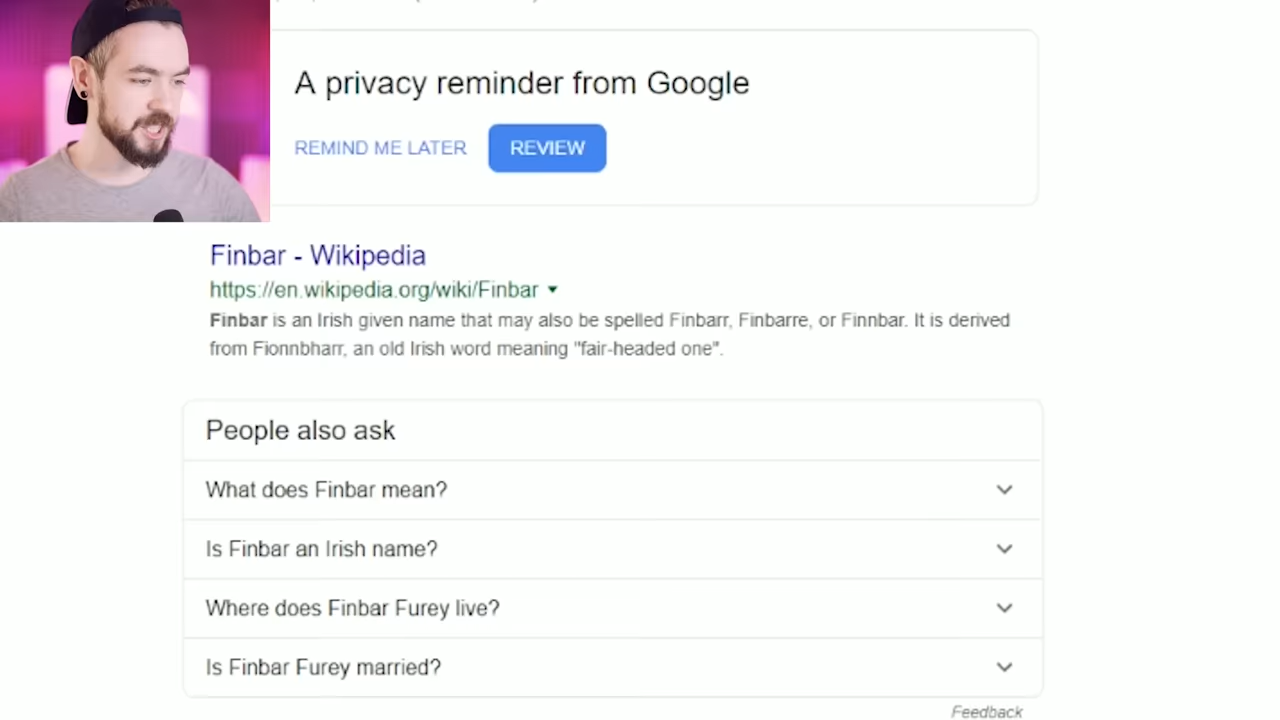 A privacy reminder from Google
REMIND ME LATER REVIEW
Finbar - Wikipedia
https://en.wikipedia.org/wiki/Finbar
Finbar is an Irish given name that may also be spelled Finbarr, Finbarre, or Finnbar. It is derived
from Fionnbharr, an old Irish word meaning "fair-headed one".
People also ask
What does Finbar mean?
Is Finbar an Irish name?
Where does Finbar Furey live?
Is Finbar Furey married?
Feedback